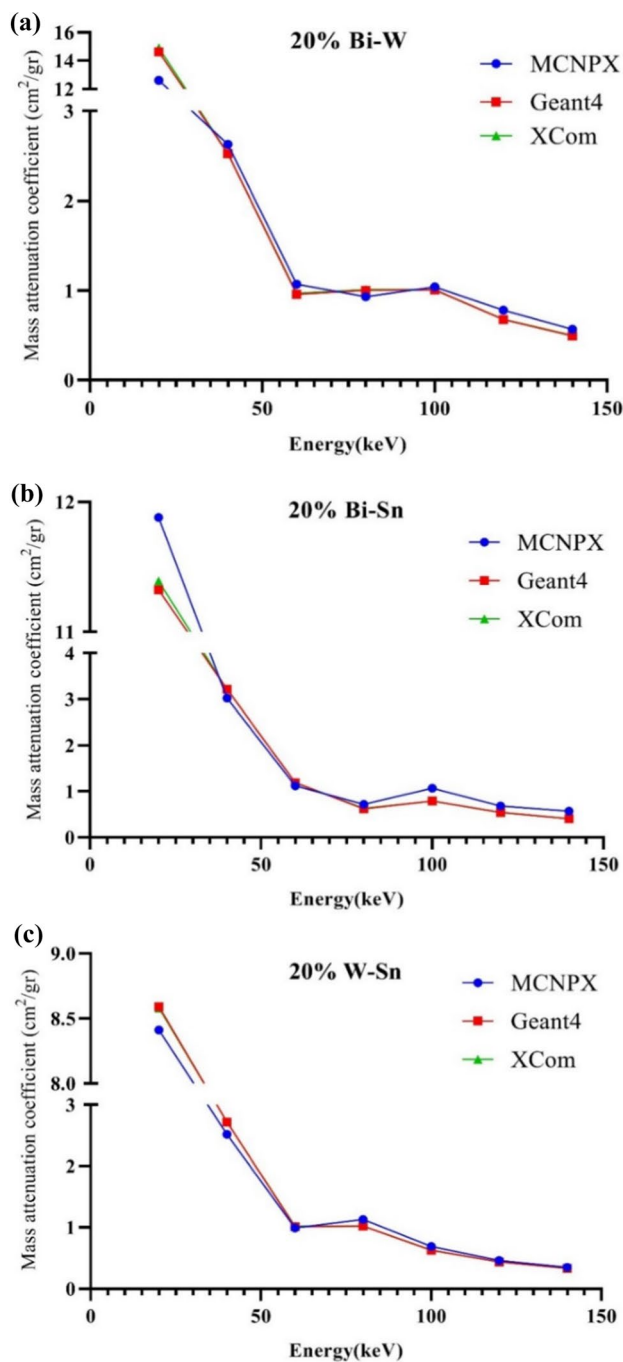 (a)
20% Bi-W
MCNPX
Geant4
XCom
Mass attenuation coefficient (cm²/gr)
16
14
12
3
2
1
0
0
50
100
150
Energy(keV)
(b)
20% Bi-Sn
MCNPX
Geant4
XCom
Mass attenuation coefficient (cm²/gr)
12
11
4
3
2
1
0
0
50
100
150
Energy(keV)
(c)
20% W-Sn
MCNPX
Geant4
XCom
Mass attenuation coefficient (cm²/gr)
9.0
8.5
8.0
3
2
1
0
0
50
100
150
Energy(keV)